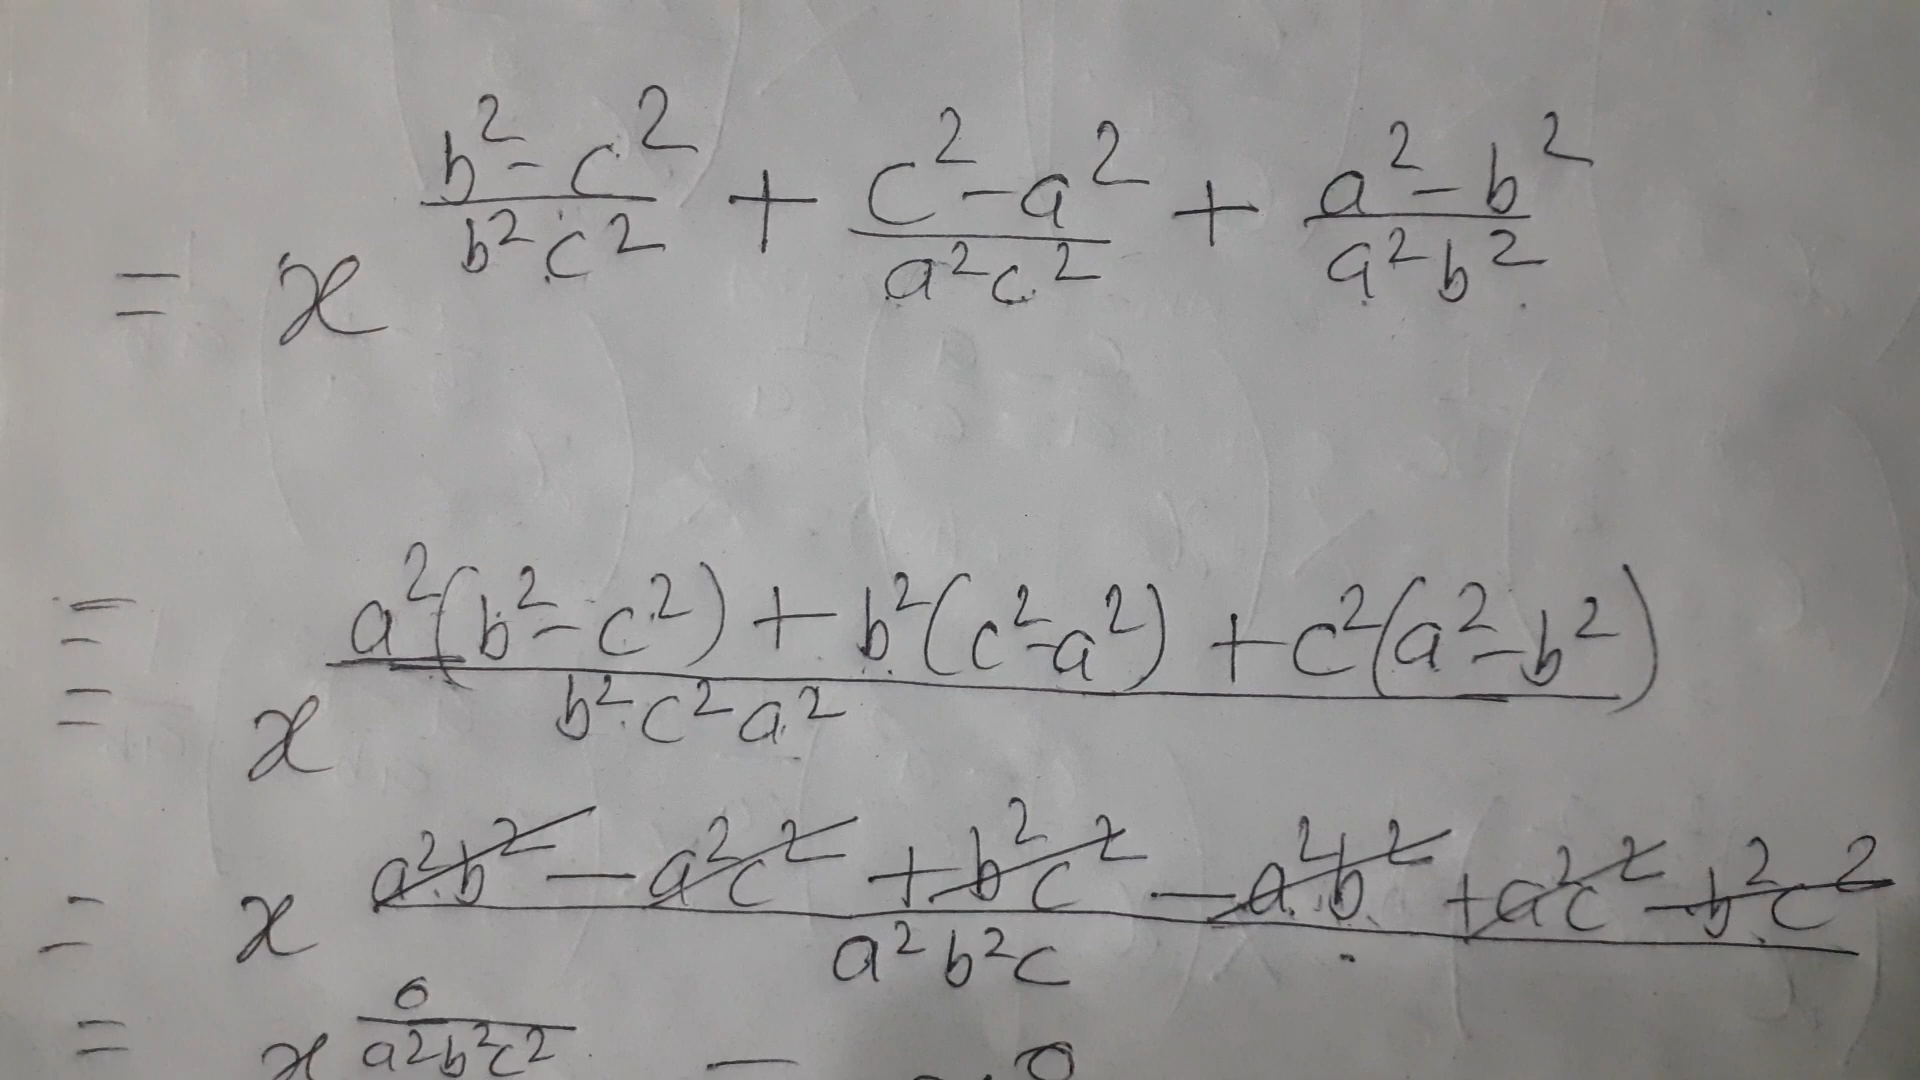 = x^((b²-c²)/(b²c²) + (c²-a²)/(a²c²) + (a²-b²)/(a²b²))
= x^((a²(b²-c²) + b²(c²-a²) + c²(a²-b²))/(b²c²a²))
= x^((a²b² - a²c² + b²c² - a²b² + a²c² - b²c²)/(a²b²c))
= x^(0/(a²b²c²)) =